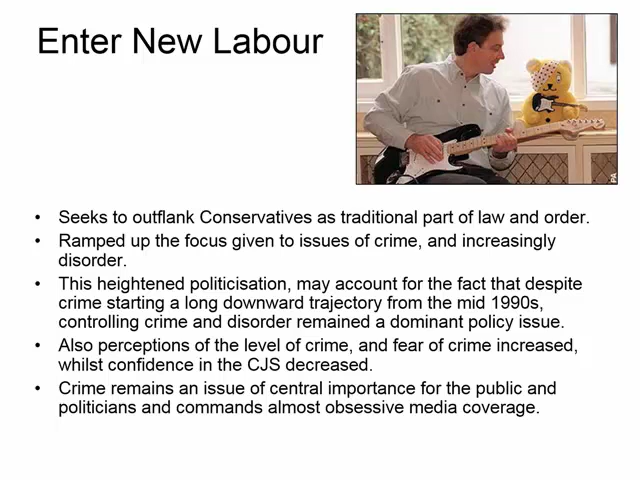 Enter New Labour
PA
• Seeks to outflank Conservatives as traditional part of law and order.
• Ramped up the focus given to issues of crime, and increasingly
disorder.
• This heightened politicisation, may account for the fact that despite
crime starting a long downward trajectory from the mid 1990s,
controlling crime and disorder remained a dominant policy issue.
• Also perceptions of the level of crime, and fear of crime increased,
whilst confidence in the CJS decreased.
• Crime remains an issue of central importance for the public and
politicians and commands almost obsessive media coverage.